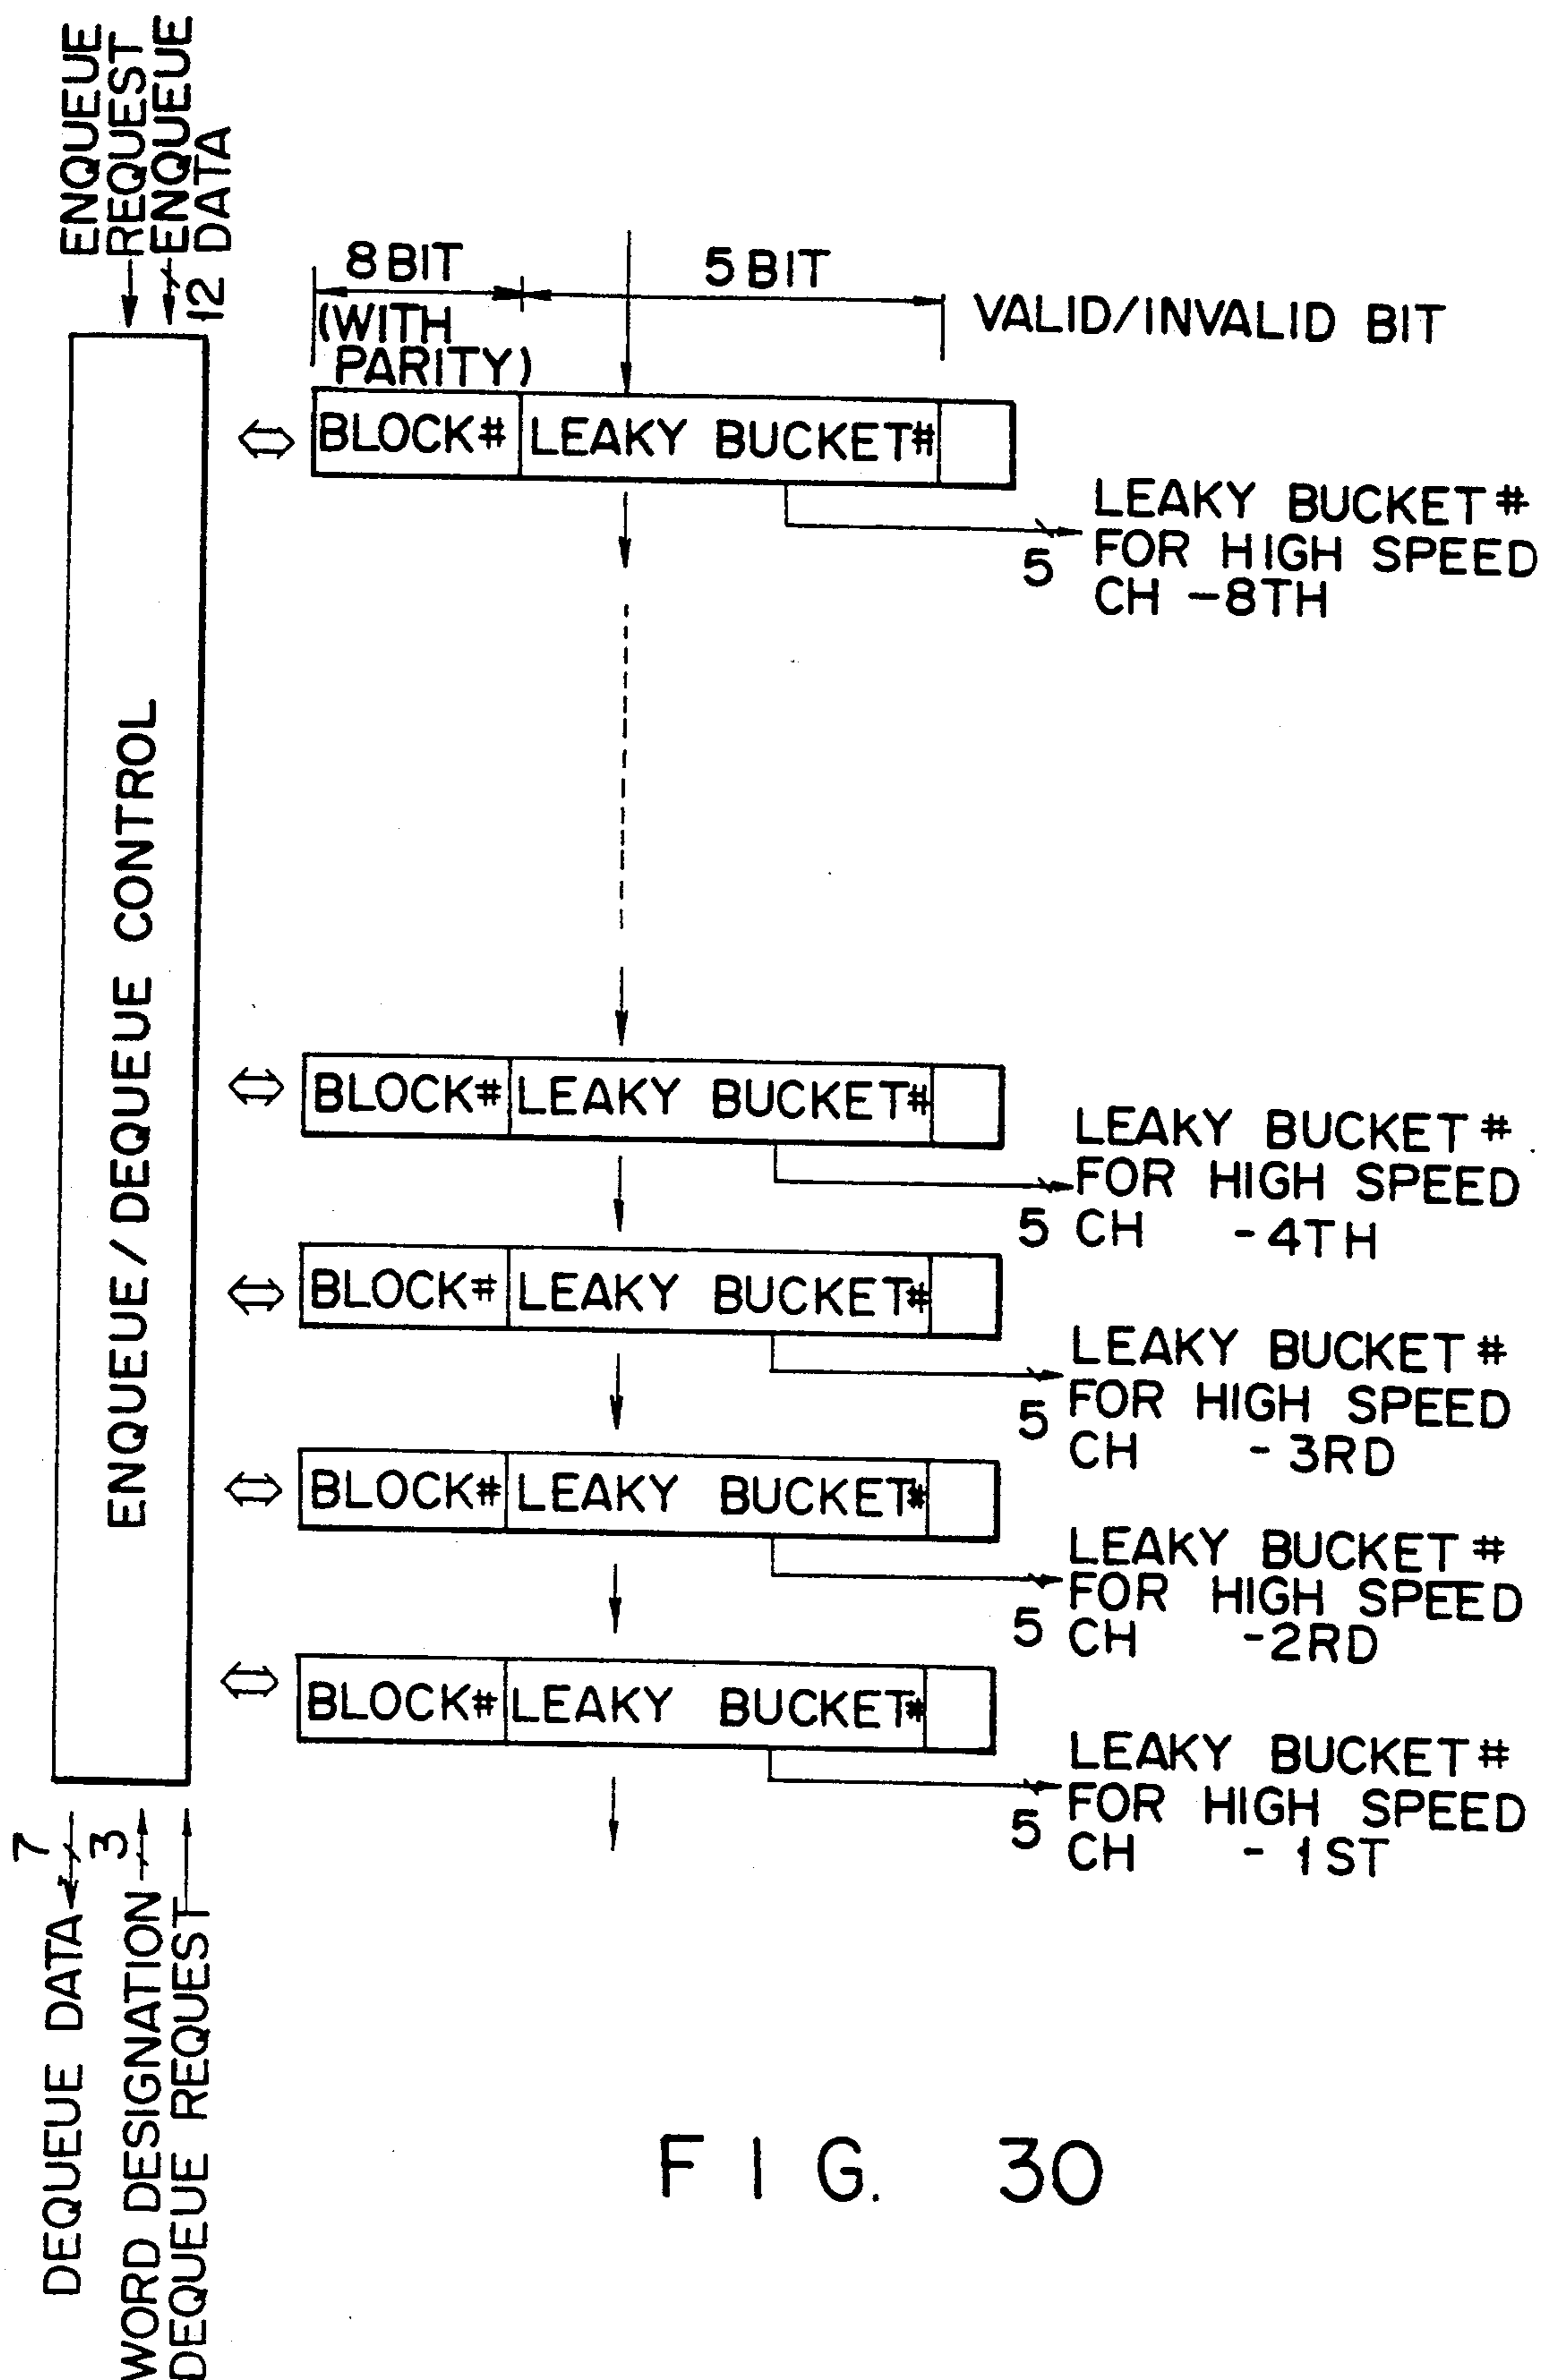 ENQUEUE
REQUEST
ENQUEUE
DATA
12
8 BIT
(WITH
PARITY)
5 BIT
VALID/INVALID BIT
BLOCK# LEAKY BUCKET#
5
LEAKY BUCKET #
FOR HIGH SPEED
CH -8TH
ENQUEUE/DEQUEUE CONTROL
BLOCK# LEAKY BUCKET#
5
LEAKY BUCKET #
FOR HIGH SPEED
CH -4TH
BLOCK# LEAKY BUCKET#
5
LEAKY BUCKET #
FOR HIGH SPEED
CH -3RD
BLOCK# LEAKY BUCKET#
5
LEAKY BUCKET #
FOR HIGH SPEED
CH -2RD
BLOCK# LEAKY BUCKET#
5
LEAKY BUCKET #
FOR HIGH SPEED
CH -1ST
7
3
DEQUEUE DATA
WORD DESIGNATION
DEQUEUE REQUEST
FIG. 30